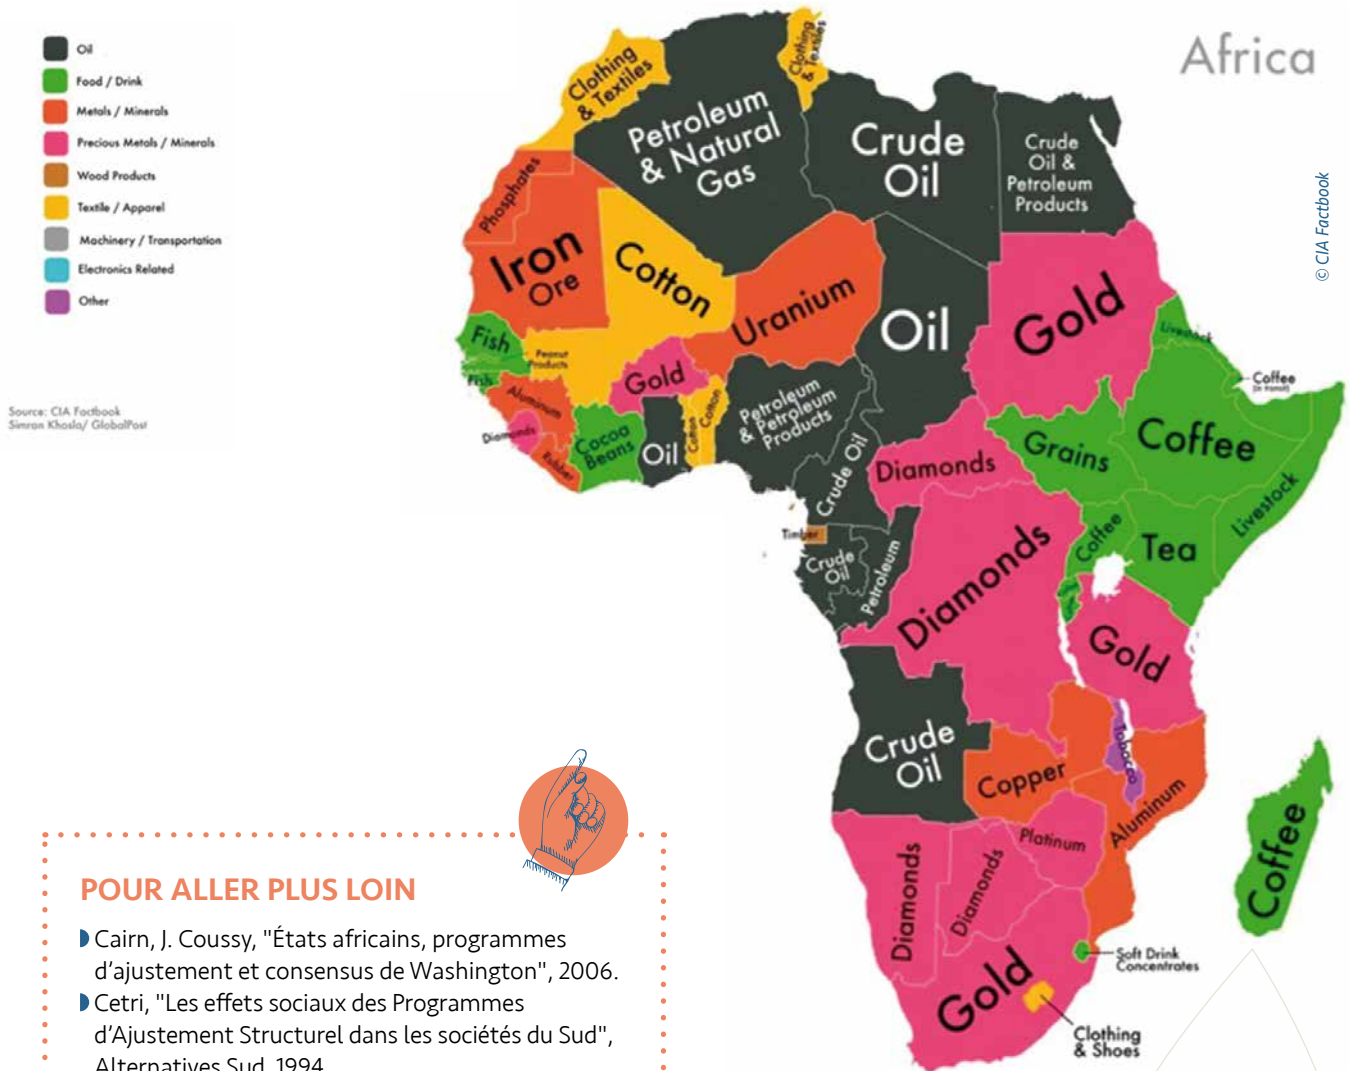 Africa
Oil
Food / Drink
Metals / Minerals
Precious Metals / Minerals
Wood Products
Textile / Apparel
Machinery / Transportation
Electronics Related
Other
Source: CIA Factbook
Simran Khosla/ GlobalPost
© CIA Factbook
Clothing
& Textiles
Clothing
& Textiles
Petroleum
& Natural
Gas
Crude
Oil
Crude
Oil &
Petroleum
Products
Phosphates
Iron
Ore
Cotton
Uranium
Oil
Gold
Livestock
Fish
Peanut
Products
Fish
Aluminum
Diamonds
Rubber
Cocoa
Beans
Gold
Oil
Cotton
Cotton
Petroleum
& Petroleum
Products
Crude Oil
Diamonds
Grains
Coffee
Coffee
(in transit)
Livestock
Timber
Crude
Oil
Petroleum
Diamonds
Coffee
Tea
Gold
Crude
Oil
Copper
Tobacco
Aluminum
Platinum
Diamonds
Diamonds
Gold
Coffee
Soft Drink
Concentrates
Clothing
& Shoes
POUR ALLER PLUS LOIN
Cairn, J. Coussy, "États africains, programmes
d’ajustement et consensus de Washington", 2006.
Cetri, "Les effets sociaux des Programmes
d’Ajustement Structurel dans les sociétés du Sud",
Alternatives Sud, 1994